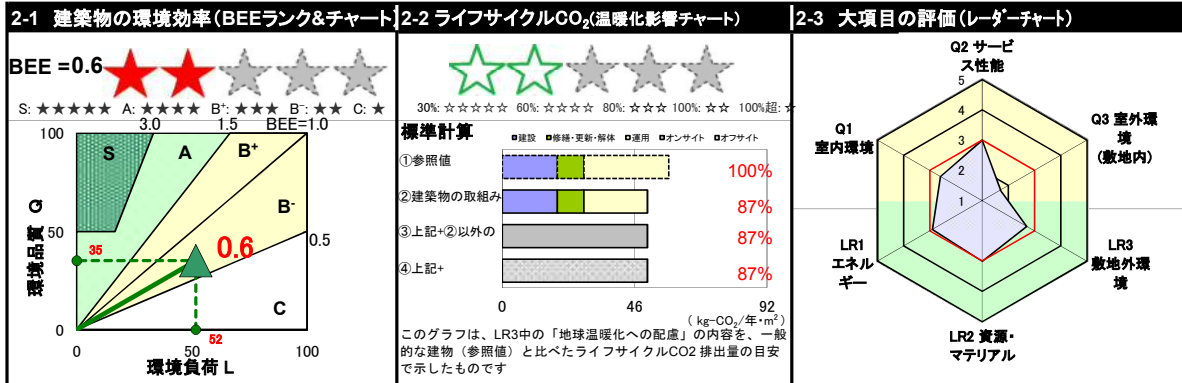 2-1 建築物の環境効率(BEEランク&チャート)
BEE =0.6
S: ★★★★★ A: ★★★★ B⁺: ★★★ B⁻: ★★ C: ★
3.0 1.5 BEE=1.0
100
S A B⁺
B⁻
50
0.5
35
0.6
環境品質 Q
C
0
52
0 50 100
環境負荷 L
2-2 ライフサイクルCO₂(温暖化影響チャート)
30%: ☆☆☆☆☆ 60%: ☆☆☆☆ 80%: ☆☆☆ 100%: ☆☆ 100%超: ☆
標準計算
建設 修繕・更新・解体 運用 オンサイト オフサイト
①参照値 100%
②建築物の取組み 87%
③上記+②以外の 87%
④上記+ 87%
0 46 92
( kg-CO₂/年・m² )
このグラフは、LR3中の「地球温暖化への配慮」の内容を、一般
的な建物（参照値）と比べたライフサイクルCO2 排出量の目安
で示したものです
2-3 大項目の評価(レーダーチャート)
Q2 サービ
ス性能
5
4
3
2
1
Q1
室内環境
Q3 室外環
境
(敷地内)
LR1
エネル
ギー
LR3
敷地外環
境
LR2 資源・
マテリアル